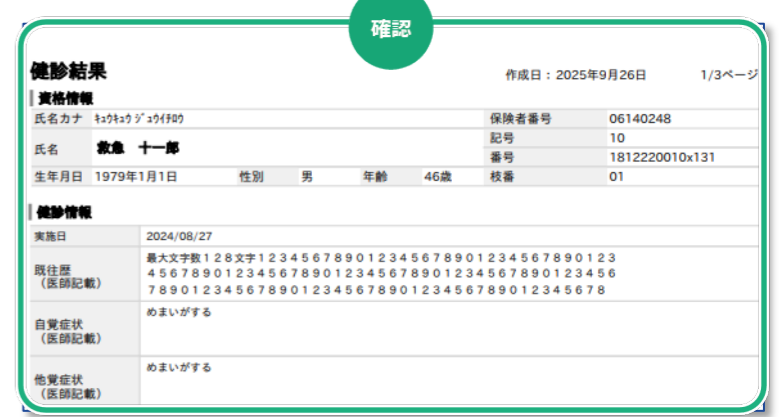 確認
健診結果
作成日：2025年9月26日 1/3ページ
資格情報
氏名カナ ｷｭｳｷｭｳ ｼﾞｭｳｲﾁﾛｳ 保険者番号 06140248
記号 10
氏名 救急 十一郎
番号 1812220010x131
生年月日 1979年1月1日 性別 男 年齢 46歳 枝番 01
健診情報
実施日 2024/08/27
既往歴
（医師記載）
最大文字数１２８文字１２３４５６７８９０１２３４５６７８９０１２３４５６７８９０１２３
４５６７８９０１２３４５６７８９０１２３４５６７８９０１２３４５６７８９０１２３４５６
７８９０１２３４５６７８９０１２３４５６７８９０１２３４５６７８９０１２３４５６７８
自覚症状
（医師記載）
めまいがする
他覚症状
（医師記載）
めまいがする